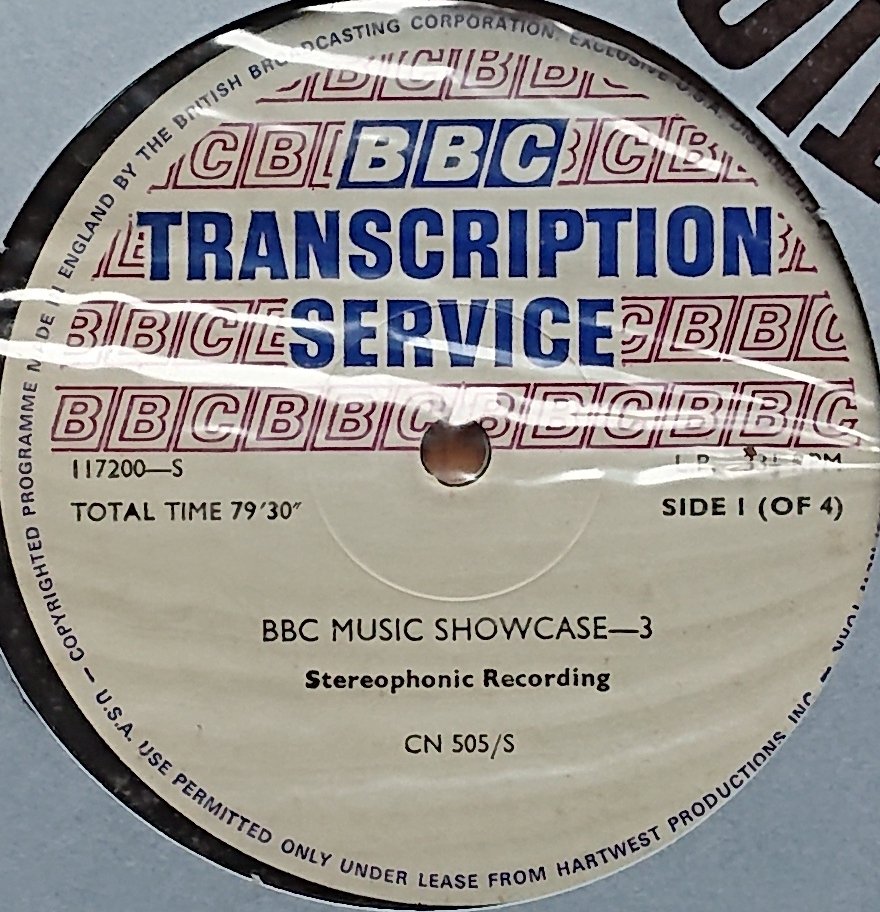 BBC
TRANSCRIPTION
SERVICE
BBCBBCBBCBBC
117200—S
TOTAL TIME 79′30″
SIDE 1 (OF 4)
BBC MUSIC SHOWCASE—3
Stereophonic Recording
CN 505/S
COPYRIGHTED PROGRAMME MADE IN ENGLAND BY THE BRITISH BROADCASTING CORPORATION. EXCLUSIVE U.S.A.
INC. — U.S.A. USE PERMITTED ONLY UNDER LEASE FROM HARTWEST PRODUCTIONS